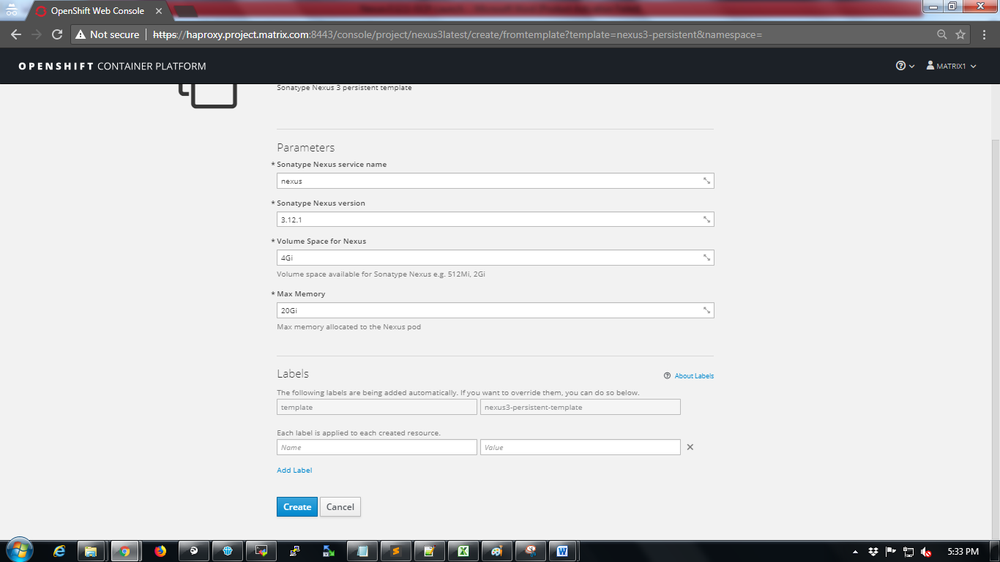 OpenShift Web Console
Not secure https://haproxy.project.matrix.com:8443/console/project/nexus3latest/create/fromtemplate?template=nexus3-persistent&namespace=
OPENSHIFT CONTAINER PLATFORM
MATRIX1
Sonatype Nexus 3 persistent template
Parameters
* Sonatype Nexus service name
nexus
* Sonatype Nexus version
3.12.1
* Volume Space for Nexus
4Gi
Volume space available for Sonatype Nexus e.g. 512Mi, 2Gi
* Max Memory
20Gi
Max memory allocated to the Nexus pod
Labels
About Labels
The following labels are being added automatically. If you want to override them, you can do so below.
template nexus3-persistent-template
Each label is applied to each created resource.
Name Value
Add Label
Create Cancel
5:33 PM